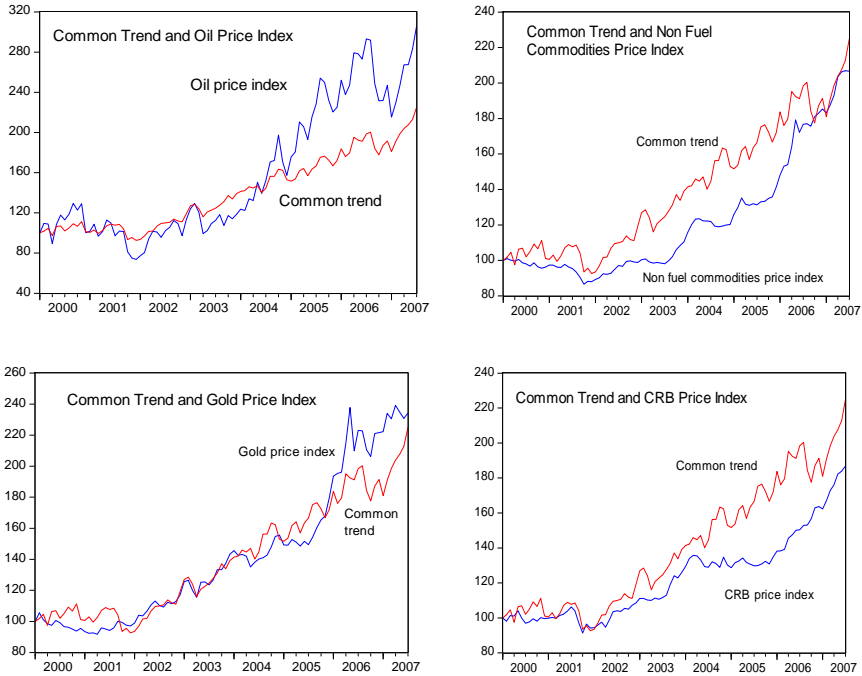 Common Trend and Oil Price Index
320
280
240
200
160
120
80
40
Oil price index
Common trend
2000 2001 2002 2003 2004 2005 2006 2007
Common Trend and Non Fuel
Commodities Price Index
240
220
200
180
160
140
120
100
80
Common trend
Non fuel commodities price index
2000 2001 2002 2003 2004 2005 2006 2007
Common Trend and Gold Price Index
260
240
220
200
180
160
140
120
100
80
Gold price index
Common
trend
2000 2001 2002 2003 2004 2005 2006 2007
Common Trend and CRB Price Index
240
220
200
180
160
140
120
100
80
Common trend
CRB price index
2000 2001 2002 2003 2004 2005 2006 2007